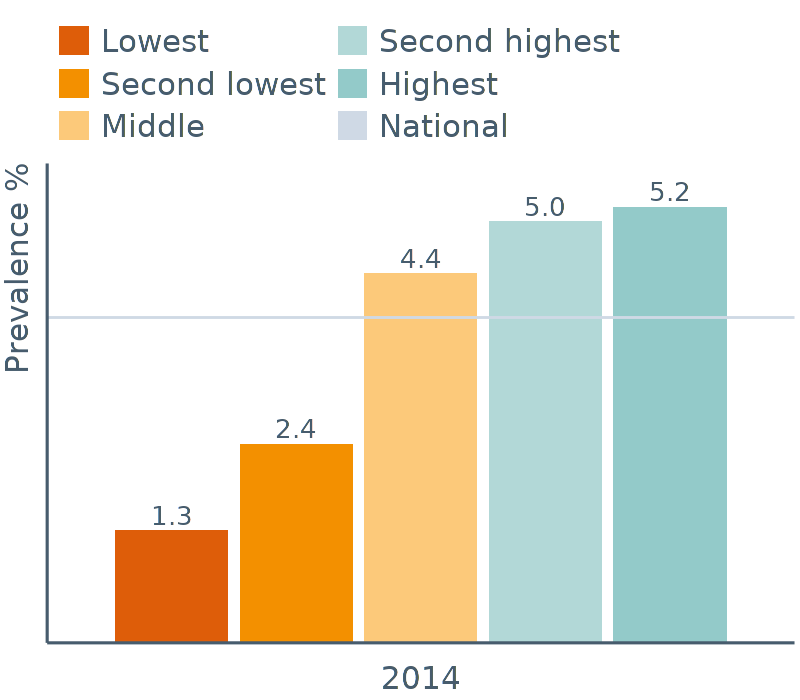 Lowest
Second lowest
Middle
Second highest
Highest
National
Prevalence %
1.3
2.4
4.4
5.0
5.2
2014